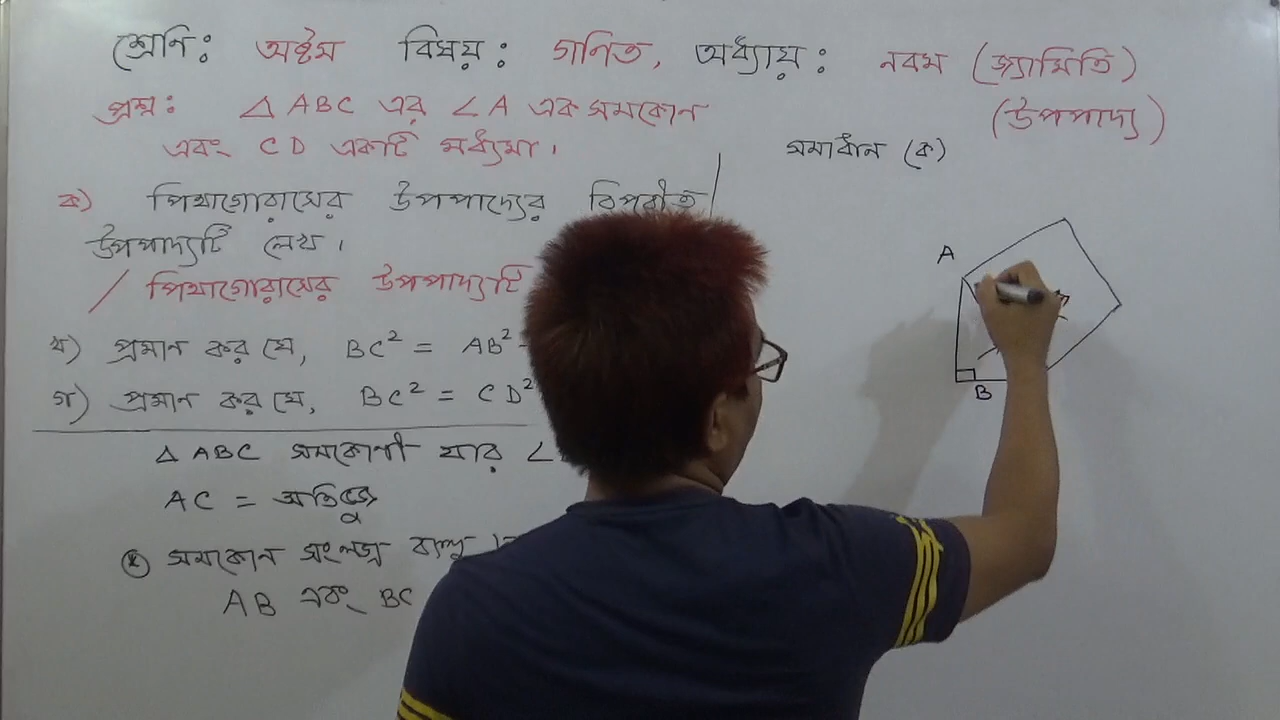 শ্রেণি: অষ্টম বিষয়: গণিত, অধ্যায়: নবম (জ্যামিতি)
(উপপাদ্য)
প্রশ্ন: Δ ABC এর ∠A এক সমকোন
এবং CD একটি মধ্যমা।
ক) পিথাগোরাসের উপপাদ্যের বিপরীত
উপপাদ্যটি লেখ।
/ পিথাগোরাসের উপপাদ্যটি
খ) প্রমান কর যে, BC² = AB²
গ) প্রমান কর যে, BC² = CD²
Δ ABC সমকোণী যার ∠
AC = অতিভুজ
সমকোন সংলগ্ন বাহু
AB এবং BC
সমাধান (ক)
A
B